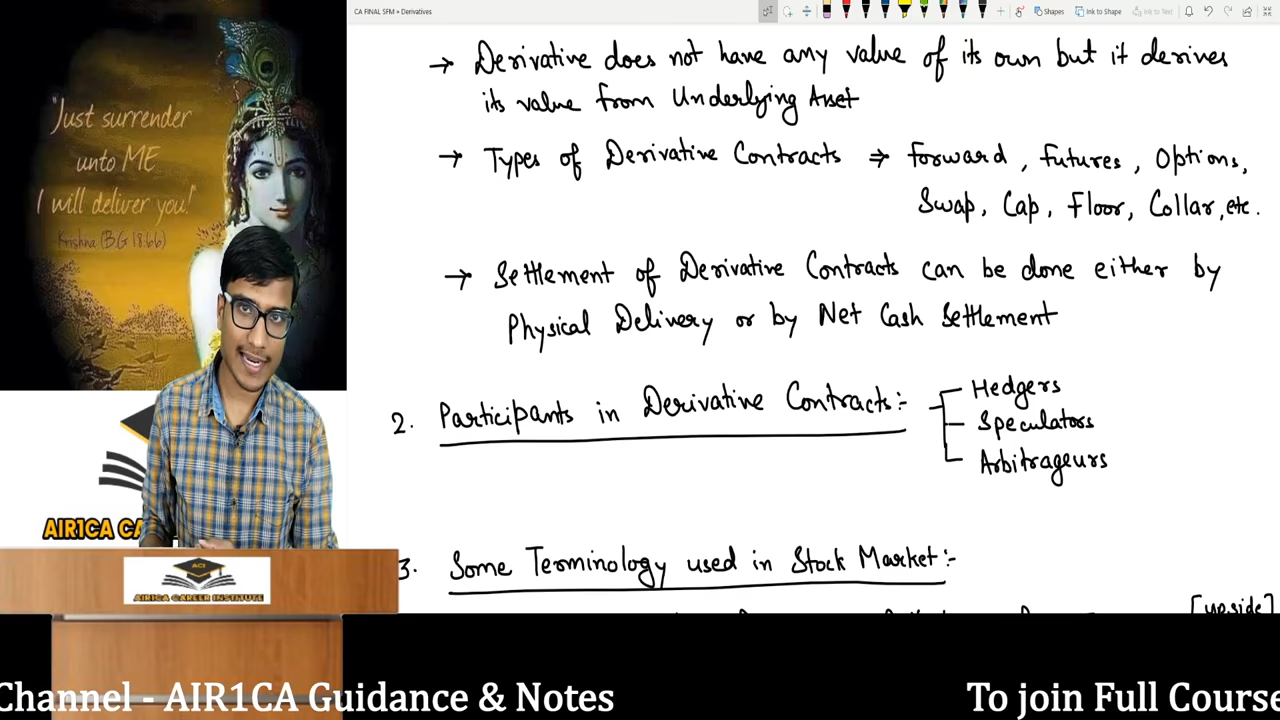 CA FINAL SFM » Derivatives
Shapes
Ink to Shape
Ink to Text
"Just surrender
unto ME
I will deliver you!"
Krishna (B.G 18:66)
→ Derivative does not have any value of its own but it derives
its value from Underlying Asset
→ Types of Derivative Contracts ⇒ Forward, Futures, Options,
Swap, Cap, Floor, Collar, etc.
→ Settlement of Derivative Contracts can be done either by
Physical Delivery or by Net Cash Settlement
2. Participants in Derivative Contracts:-
Hedgers
Speculators
Arbitrageurs
3. Some Terminology used in Stock Market:-
[upside]
AIR1CA CA
ACI
AIR1CA CAREER INSTITUTE
Channel - AIR1CA Guidance & Notes
To join Full Course